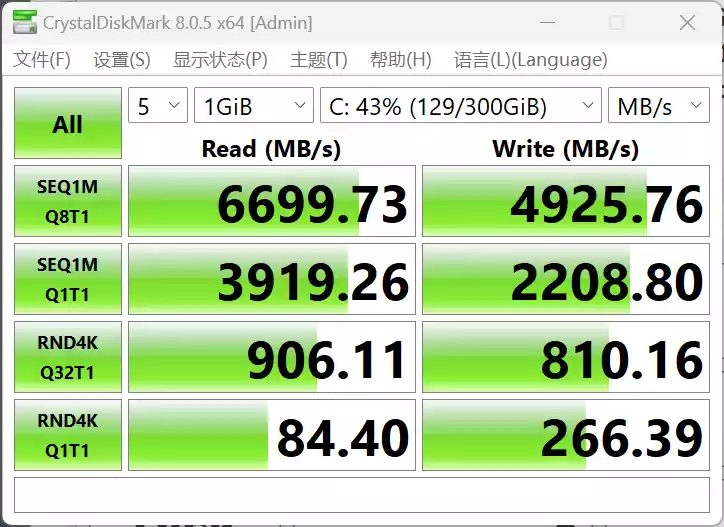 CrystalDiskMark 8.0.5 x64 [Admin]
文件(F) 设置(S) 显示状态(P) 主题(T) 帮助(H) 语言(L)(Language)
All 5 1GiB C: 43% (129/300GiB) MB/s
Read (MB/s) Write (MB/s)
SEQ1M
Q8T1 6699.73 4925.76
SEQ1M
Q1T1 3919.26 2208.80
RND4K
Q32T1 906.11 810.16
RND4K
Q1T1 84.40 266.39